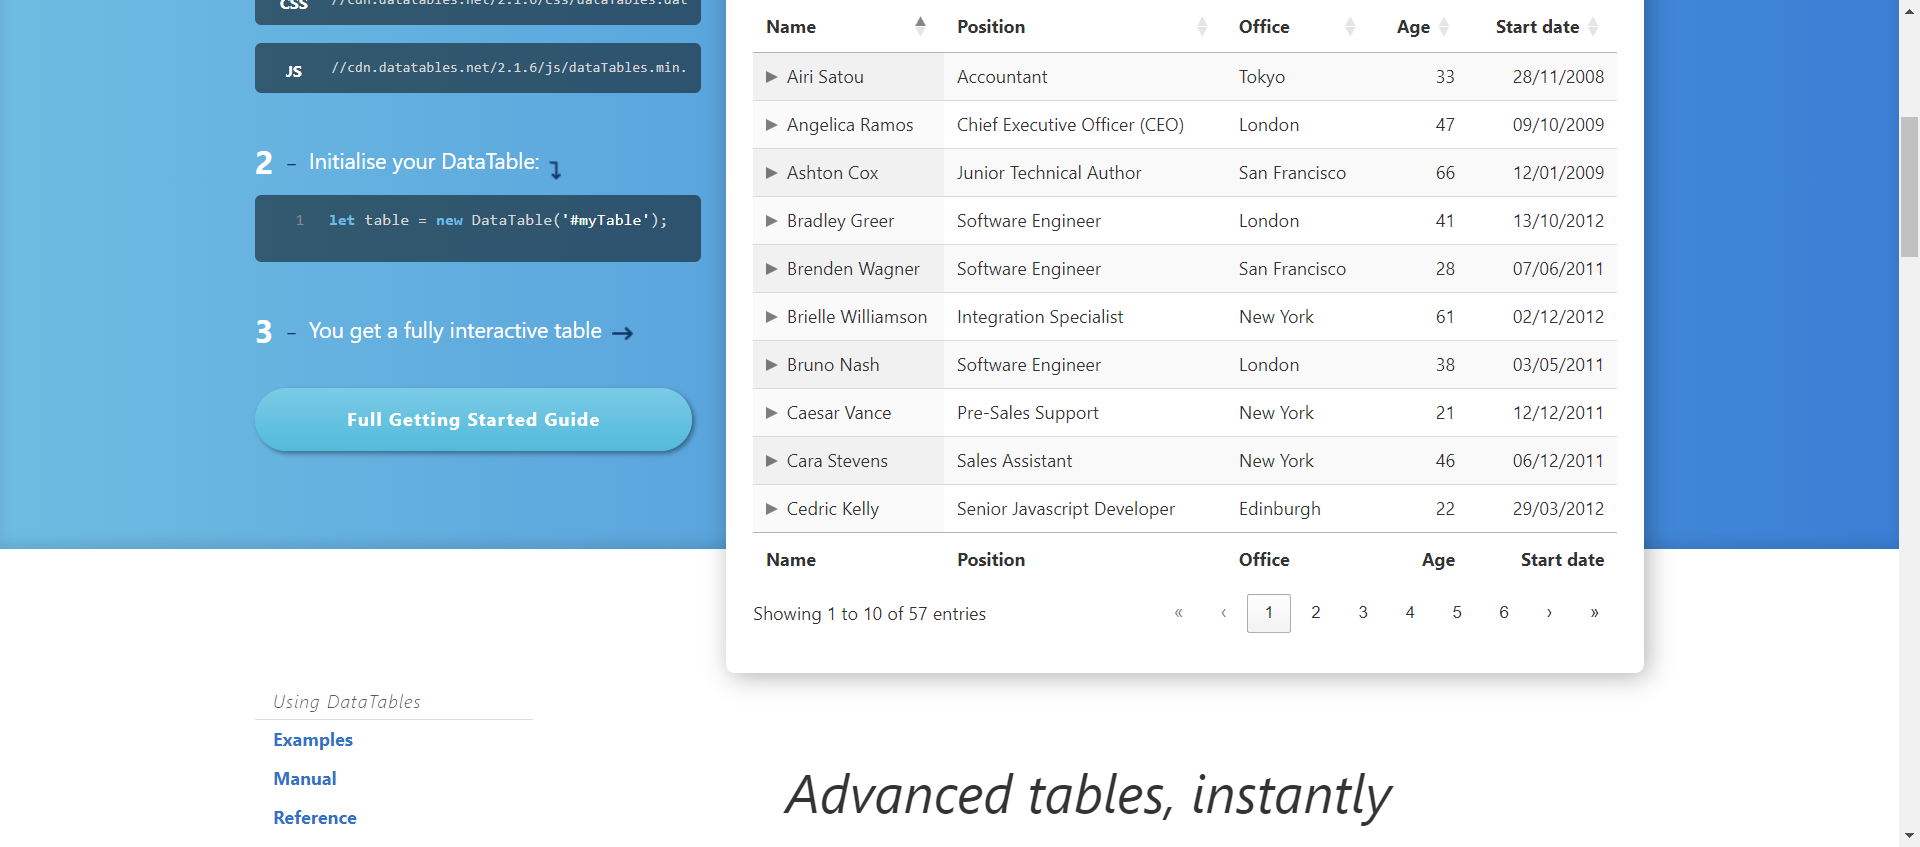 CSS //cdn.datatables.net/2.1.6/css/dataTables.dat
JS //cdn.datatables.net/2.1.6/js/dataTables.min.
2 – Initialise your DataTable:
1 let table = new DataTable('#myTable');
3 – You get a fully interactive table →
Full Getting Started Guide
Name Position Office Age Start date
Airi Satou Accountant Tokyo 33 28/11/2008
Angelica Ramos Chief Executive Officer (CEO) London 47 09/10/2009
Ashton Cox Junior Technical Author San Francisco 66 12/01/2009
Bradley Greer Software Engineer London 41 13/10/2012
Brenden Wagner Software Engineer San Francisco 28 07/06/2011
Brielle Williamson Integration Specialist New York 61 02/12/2012
Bruno Nash Software Engineer London 38 03/05/2011
Caesar Vance Pre-Sales Support New York 21 12/12/2011
Cara Stevens Sales Assistant New York 46 06/12/2011
Cedric Kelly Senior Javascript Developer Edinburgh 22 29/03/2012
Name Position Office Age Start date
Showing 1 to 10 of 57 entries « ‹ 1 2 3 4 5 6 › »
Using DataTables
Examples
Manual
Reference
Advanced tables, instantly